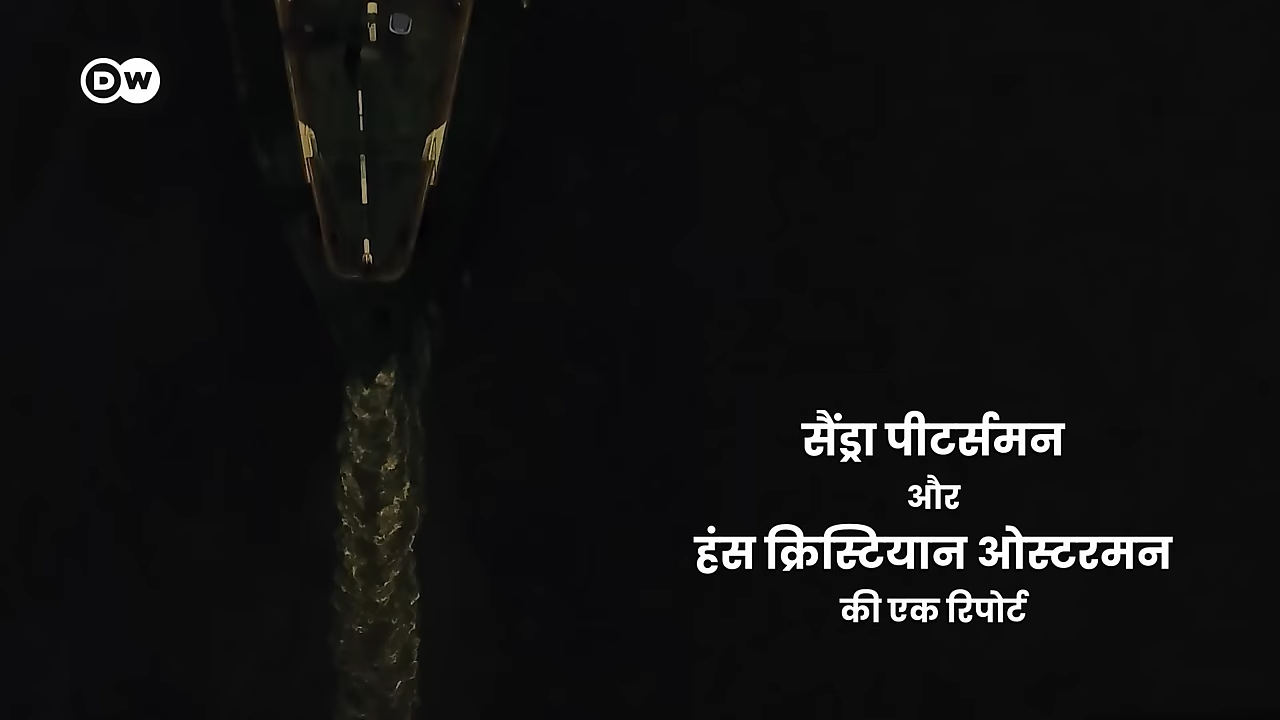 DW
सैंड्रा पीटर्समन
और
हंस क्रिस्टियान ओस्टरमन
की एक रिपोर्ट